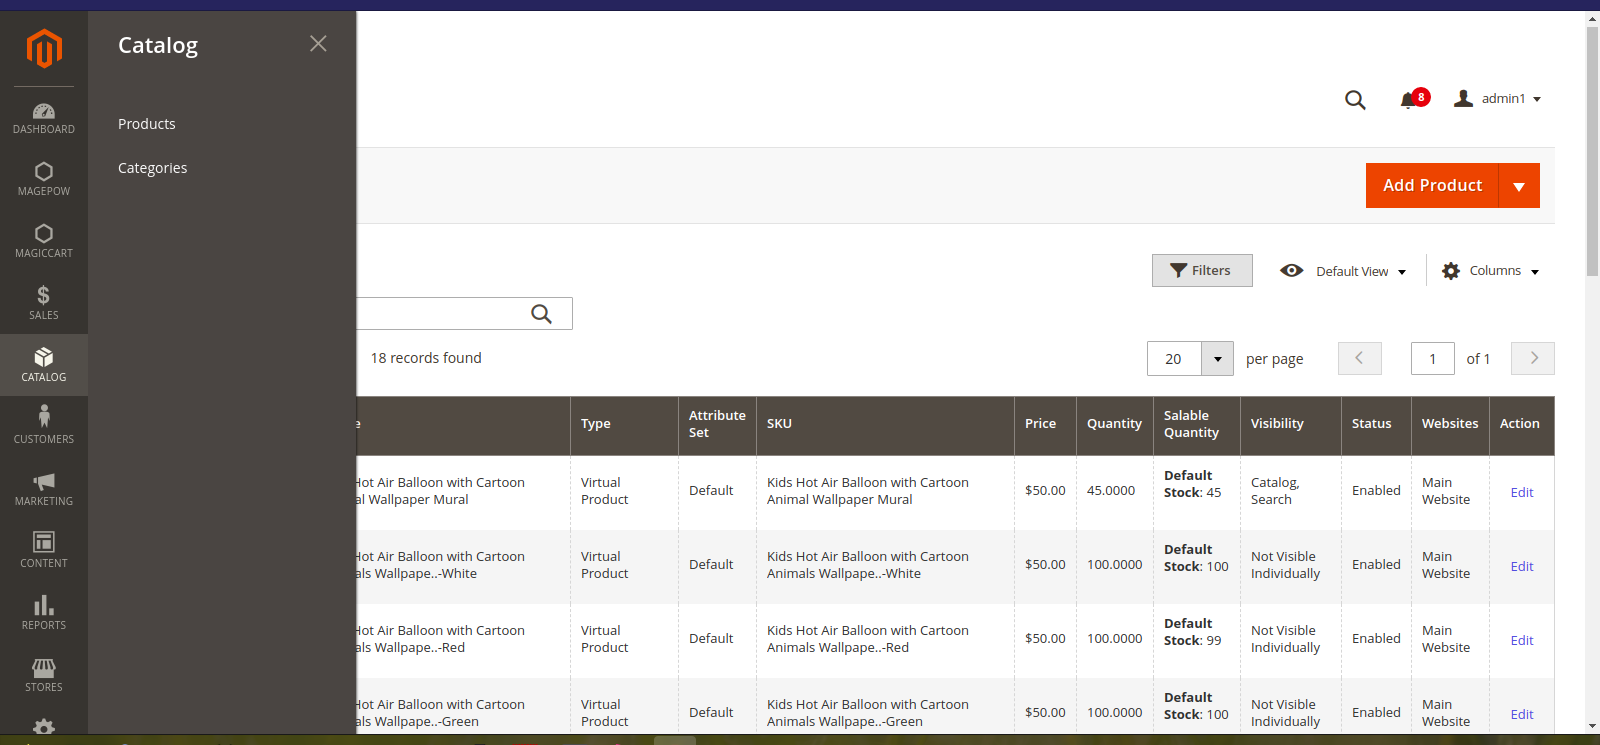 Catalog
Products
Categories
DASHBOARD
MAGEPOW
MAGICCART
SALES
CATALOG
CUSTOMERS
MARKETING
CONTENT
REPORTS
STORES
8
admin1
Add Product
Filters
Default View
Columns
18 records found
20
per page
1
of 1
e
Type
Attribute
Set
SKU
Price
Quantity
Salable
Quantity
Visibility
Status
Websites
Action
Hot Air Balloon with Cartoon
al Wallpaper Mural
Virtual
Product
Default
Kids Hot Air Balloon with Cartoon
Animal Wallpaper Mural
$50.00
45.0000
Default
Stock: 45
Catalog,
Search
Enabled
Main
Website
Edit
Hot Air Balloon with Cartoon
als Wallpape..-White
Virtual
Product
Default
Kids Hot Air Balloon with Cartoon
Animals Wallpape..-White
$50.00
100.0000
Default
Stock: 100
Not Visible
Individually
Enabled
Main
Website
Edit
Hot Air Balloon with Cartoon
als Wallpape..-Red
Virtual
Product
Default
Kids Hot Air Balloon with Cartoon
Animals Wallpape..-Red
$50.00
100.0000
Default
Stock: 99
Not Visible
Individually
Enabled
Main
Website
Edit
Hot Air Balloon with Cartoon
als Wallpape..-Green
Virtual
Product
Default
Kids Hot Air Balloon with Cartoon
Animals Wallpape..-Green
$50.00
100.0000
Default
Stock: 100
Not Visible
Individually
Enabled
Main
Website
Edit